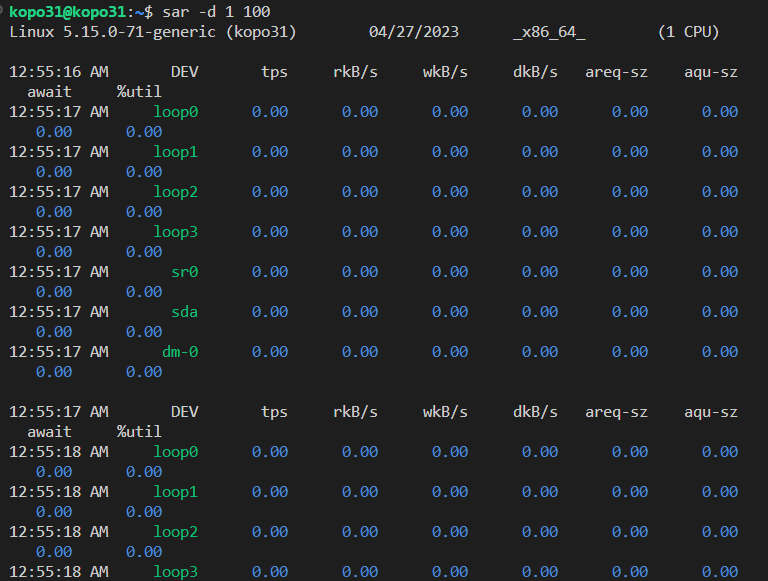 kopo31@kopo31:~$ sar -d 1 100
Linux 5.15.0-71-generic (kopo31)        04/27/2023      _x86_64_        (1 CPU)

12:55:16 AM       DEV       tps     rkB/s     wkB/s     dkB/s   areq-sz    aqu-sz
  await     %util
12:55:17 AM     loop0      0.00      0.00      0.00      0.00      0.00      0.00
   0.00      0.00
12:55:17 AM     loop1      0.00      0.00      0.00      0.00      0.00      0.00
   0.00      0.00
12:55:17 AM     loop2      0.00      0.00      0.00      0.00      0.00      0.00
   0.00      0.00
12:55:17 AM     loop3      0.00      0.00      0.00      0.00      0.00      0.00
   0.00      0.00
12:55:17 AM       sr0      0.00      0.00      0.00      0.00      0.00      0.00
   0.00      0.00
12:55:17 AM       sda      0.00      0.00      0.00      0.00      0.00      0.00
   0.00      0.00
12:55:17 AM      dm-0      0.00      0.00      0.00      0.00      0.00      0.00
   0.00      0.00

12:55:17 AM       DEV       tps     rkB/s     wkB/s     dkB/s   areq-sz    aqu-sz
  await     %util
12:55:18 AM     loop0      0.00      0.00      0.00      0.00      0.00      0.00
   0.00      0.00
12:55:18 AM     loop1      0.00      0.00      0.00      0.00      0.00      0.00
   0.00      0.00
12:55:18 AM     loop2      0.00      0.00      0.00      0.00      0.00      0.00
   0.00      0.00
12:55:18 AM     loop3      0.00      0.00      0.00      0.00      0.00      0.00